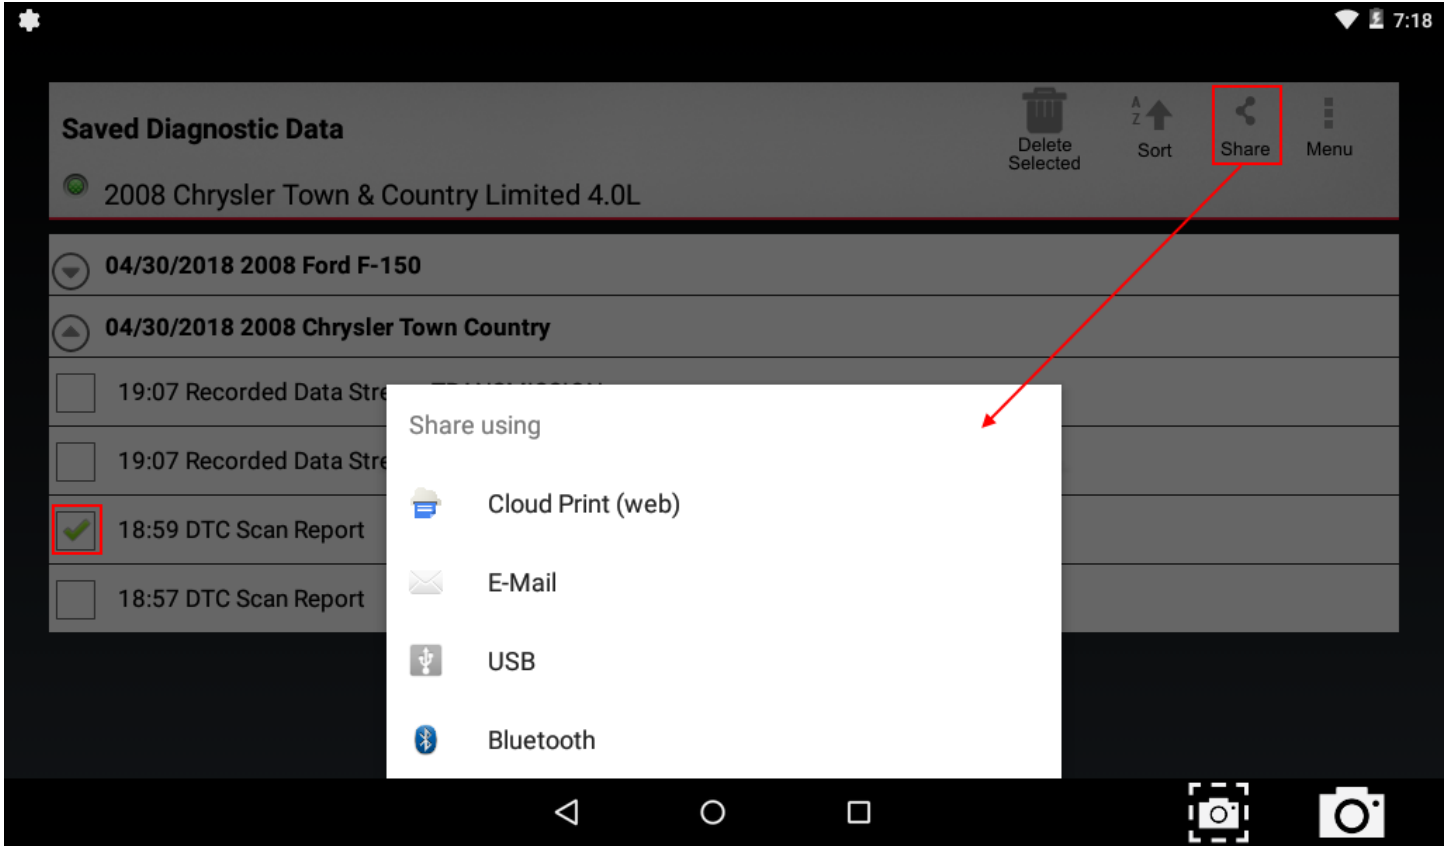 7:18
Saved Diagnostic Data
Delete
Selected
A
Z
Sort
Share
Menu
2008 Chrysler Town & Country Limited 4.0L
04/30/2018 2008 Ford F-150
04/30/2018 2008 Chrysler Town Country
19:07 Recorded Data Stre
19:07 Recorded Data Stre
18:59 DTC Scan Report
18:57 DTC Scan Report
Share using
Cloud Print (web)
E-Mail
USB
Bluetooth